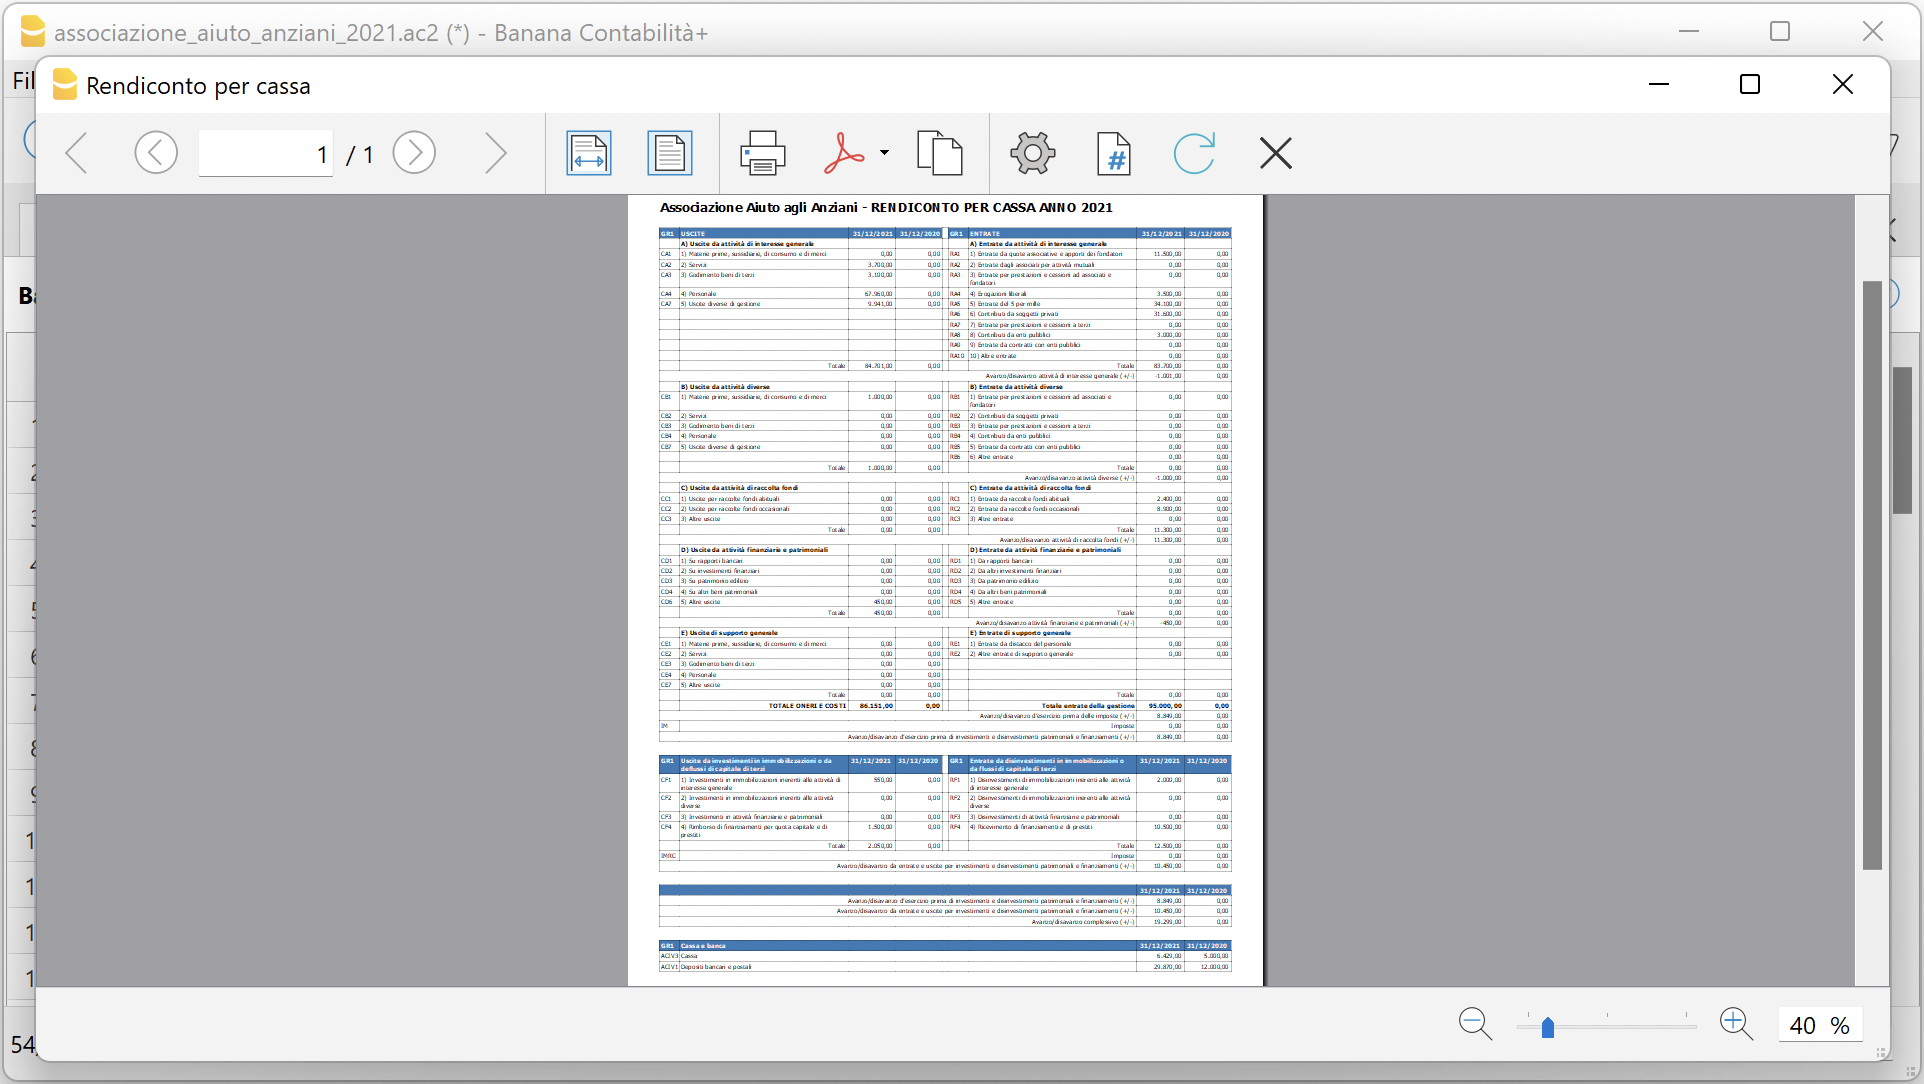 associazione_aiuto_anziani_2021.ac2 (*) - Banana Contabilità+
Fil
Rendiconto per cassa
1 / 1
Associazione Aiuto agli Anziani - RENDICONTO PER CASSA ANNO 2021
GR1 USCITE 31/12/2021 31/12/2020 GR1 ENTRATE 31/12/2021 31/12/2020
A) Uscite da attività di interesse generale A) Entrate da attività di interesse generale
CA1 1) Materie prime, sussidiarie, di consumo e di merci 0,00 0,00 RA1 1) Entrate da quote associative e apporti dei fondatori 11.500,00 0,00
CA2 2) Servizi 3.700,00 0,00 RA2 2) Entrate dagli associati per attività mutuali 0,00 0,00
CA3 3) Godimento beni di terzi 3.100,00 0,00 RA3 3) Entrate per prestazioni e cessioni ad associati e fondatori 0,00 0,00
CA4 4) Personale 67.960,00 0,00 RA4 4) Erogazioni liberali 3.500,00 0,00
CA7 5) Uscite diverse di gestione 9.941,00 0,00 RA5 5) Entrate del 5 per mille 34.100,00 0,00
RA6 6) Contributi da soggetti privati 31.600,00 0,00
RA7 7) Entrate per prestazioni e cessioni a terzi 0,00 0,00
RA8 8) Contributi da enti pubblici 3.000,00 0,00
RA9 9) Entrate da contratti con enti pubblici 0,00 0,00
RA10 10) Altre entrate 0,00 0,00
Totale 84.701,00 0,00 Totale 83.700,00 0,00
Avanzo/disavanzo attività di interesse generale (+/-) -1.001,00 0,00
B) Uscite da attività diverse B) Entrate da attività diverse
CB1 1) Materie prime, sussidiarie, di consumo e di merci 1.000,00 0,00 RB1 1) Entrate per prestazioni e cessioni ad associati e fondatori 0,00 0,00
CB2 2) Servizi 0,00 0,00 RB2 2) Contributi da soggetti privati 0,00 0,00
CB3 3) Godimento beni di terzi 0,00 0,00 RB3 3) Entrate per prestazioni e cessioni a terzi 0,00 0,00
CB4 4) Personale 0,00 0,00 RB4 4) Contributi da enti pubblici 0,00 0,00
CB7 5) Uscite diverse di gestione 0,00 0,00 RB5 5) Entrate da contratti con enti pubblici 0,00 0,00
RB6 6) Altre entrate 0,00 0,00
Totale 1.000,00 0,00 Totale 0,00 0,00
Avanzo/disavanzo attività diverse (+/-) -1.000,00 0,00
C) Uscite da attività di raccolta fondi C) Entrate da attività di raccolta fondi
CC1 1) Uscite per raccolte fondi abituali 0,00 0,00 RC1 1) Entrate da raccolte fondi abituali 2.400,00 0,00
CC2 2) Uscite per raccolte fondi occasionali 0,00 0,00 RC2 2) Entrate da raccolte fondi occasionali 8.900,00 0,00
CC3 3) Altre uscite 0,00 0,00 RC3 3) Altre entrate 0,00 0,00
Totale 0,00 0,00 Totale 11.300,00 0,00
Avanzo/disavanzo attività di raccolta fondi (+/-) 11.300,00 0,00
D) Uscite da attività finanziarie e patrimoniali D) Entrate da attività finanziarie e patrimoniali
CD1 1) Su rapporti bancari 0,00 0,00 RD1 1) Da rapporti bancari 0,00 0,00
CD2 2) Su investimenti finanziari 0,00 0,00 RD2 2) Da altri investimenti finanziari 0,00 0,00
CD3 3) Su patrimonio edilizio 0,00 0,00 RD3 3) Da patrimonio edilizio 0,00 0,00
CD4 4) Su altri beni patrimoniali 0,00 0,00 RD4 4) Da altri beni patrimoniali 0,00 0,00
CD6 5) Altre uscite 450,00 0,00 RD5 5) Altre entrate 0,00 0,00
Totale 450,00 0,00 Totale 0,00 0,00
Avanzo/disavanzo attività finanziarie e patrimoniali (+/-) -450,00 0,00
E) Uscite di supporto generale E) Entrate di supporto generale
CE1 1) Materie prime, sussidiarie, di consumo e di merci 0,00 0,00 RE1 1) Entrate da distacco del personale 0,00 0,00
CE2 2) Servizi 0,00 0,00 RE2 2) Altre entrate di supporto generale 0,00 0,00
CE3 3) Godimento beni di terzi 0,00 0,00
CE4 4) Personale 0,00 0,00
CE7 5) Altre uscite 0,00 0,00
Totale 0,00 0,00 Totale 0,00 0,00
TOTALE ONERI E COSTI 86.151,00 0,00 Totale entrate della gestione 95.000,00 0,00
Avanzo/disavanzo d'esercizio prima delle imposte (+/-) 8.849,00 0,00
IM Imposte 0,00 0,00
Avanzo/disavanzo d'esercizio prima di investimenti e disinvestimenti patrimoniali e finanziamenti (+/-) 8.849,00 0,00
GR1 Uscite da investimenti in immobilizzazioni o da deflussi di capitale di terzi 31/12/2021 31/12/2020 GR1 Entrate da disinvestimenti in immobilizzazioni o da flussi di capitale di terzi 31/12/2021 31/12/2020
CF1 1) Investimenti in immobilizzazioni inerenti alle attività di interesse generale 550,00 0,00 RF1 1) Disinvestimenti di immobilizzazioni inerenti alle attività di interesse generale 2.000,00 0,00
CF2 2) Investimenti in immobilizzazioni inerenti alle attività diverse 0,00 0,00 RF2 2) Disinvestimenti di immobilizzazioni inerenti alle attività diverse 0,00 0,00
CF3 3) Investimenti in attività finanziarie e patrimoniali 0,00 0,00 RF3 3) Disinvestimenti di attività finanziarie e patrimoniali 0,00 0,00
CF4 4) Rimborso di finanziamenti per quota capitale e di prestiti 1.500,00 0,00 RF4 4) Ricevimento di finanziamenti e di prestiti 10.500,00 0,00
Totale 2.050,00 0,00 Totale 12.500,00 0,00
IMRC Imposte 0,00 0,00
Avanzo/disavanzo da entrate e uscite per investimenti e disinvestimenti patrimoniali e finanziamenti (+/-) 10.450,00 0,00
31/12/2021 31/12/2020
Avanzo/disavanzo d'esercizio prima di investimenti e disinvestimenti patrimoniali e finanziamenti (+/-) 8.849,00 0,00
Avanzo/disavanzo da entrate e uscite per investimenti e disinvestimenti patrimoniali e finanziamenti (+/-) 10.450,00 0,00
Avanzo/disavanzo complessivo (+/-) 19.299,00 0,00
GR1 Cassa e banca 31/12/2021 31/12/2020
ACIV3 Cassa 6.429,00 5.000,00
ACIV1 Depositi bancari e postali 29.870,00 12.000,00
40 %